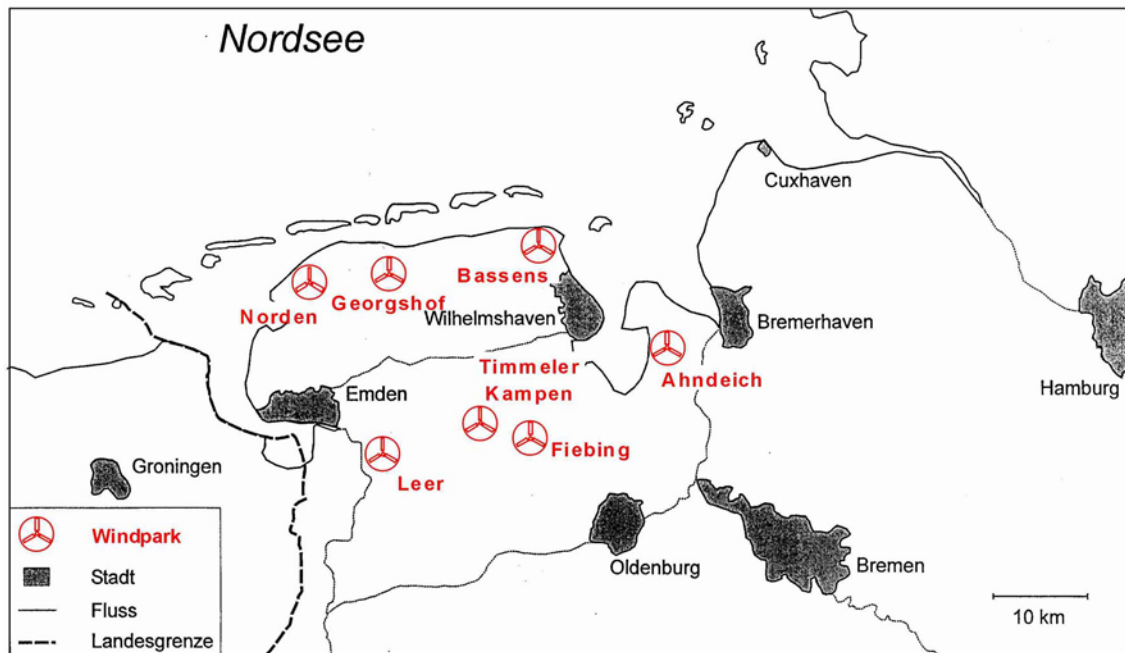 Nordsee
Cuxhaven
Bassens
Georgshof
Norden
Wilhelmshaven
Bremerhaven
Timmeler
Kampen
Ahndeich
Hamburg
Emden
Fiebing
Groningen
Leer
Windpark
Stadt
Oldenburg
Bremen
Fluss
10 km
Landesgrenze